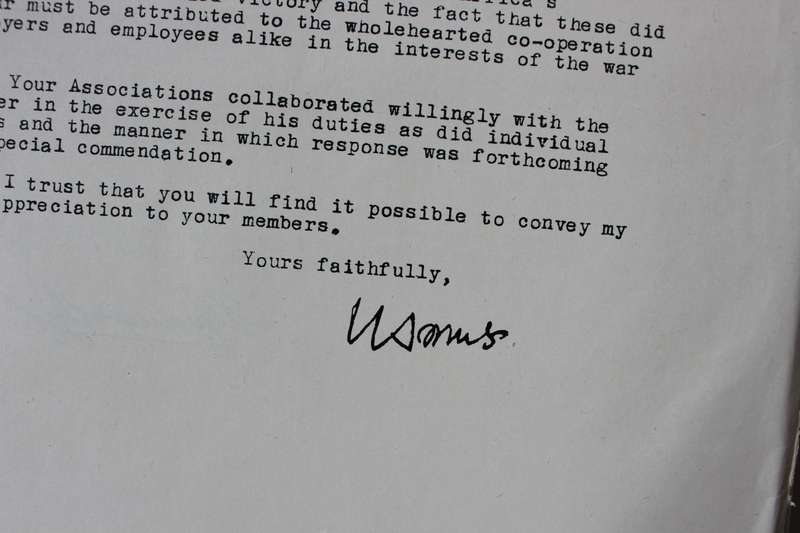 victory and the fact that these did
must be attributed to the wholehearted co-operation
yers and employees alike in the interests of the war
Your Associations collaborated willingly with the
er in the exercise of his duties as did individual
s and the manner in which response was forthcoming
pecial commendation.
I trust that you will find it possible to convey my
ppreciation to your members.
Yours faithfully,